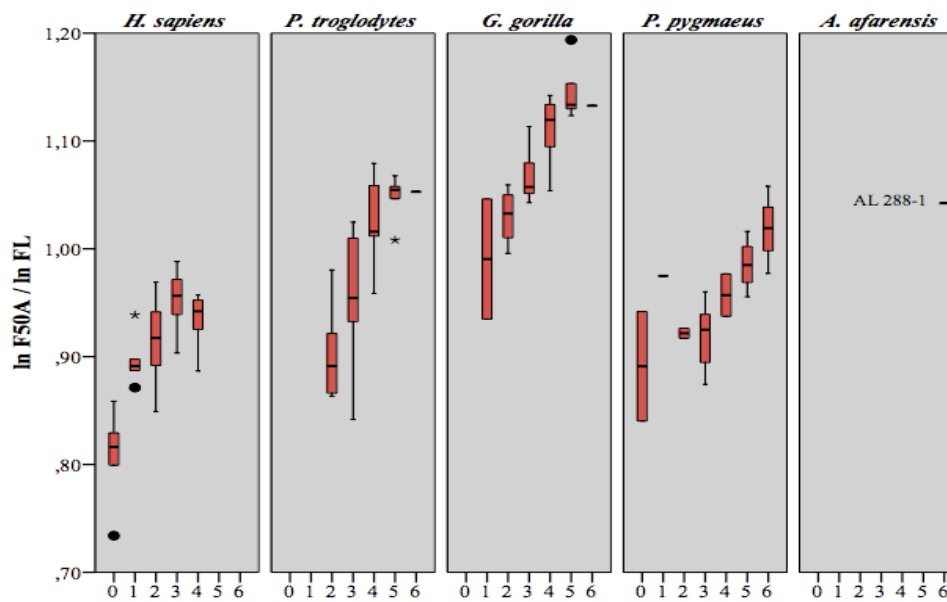 H. sapiens P. troglodytes G. gorilla P. pygmaeus A. afarensis
1,20
1,10
1,00
,90
,80
,70
ln F50A / ln FL
AL 288-1
0 1 2 3 4 5 6 0 1 2 3 4 5 6 0 1 2 3 4 5 6 0 1 2 3 4 5 6 0 1 2 3 4 5 6